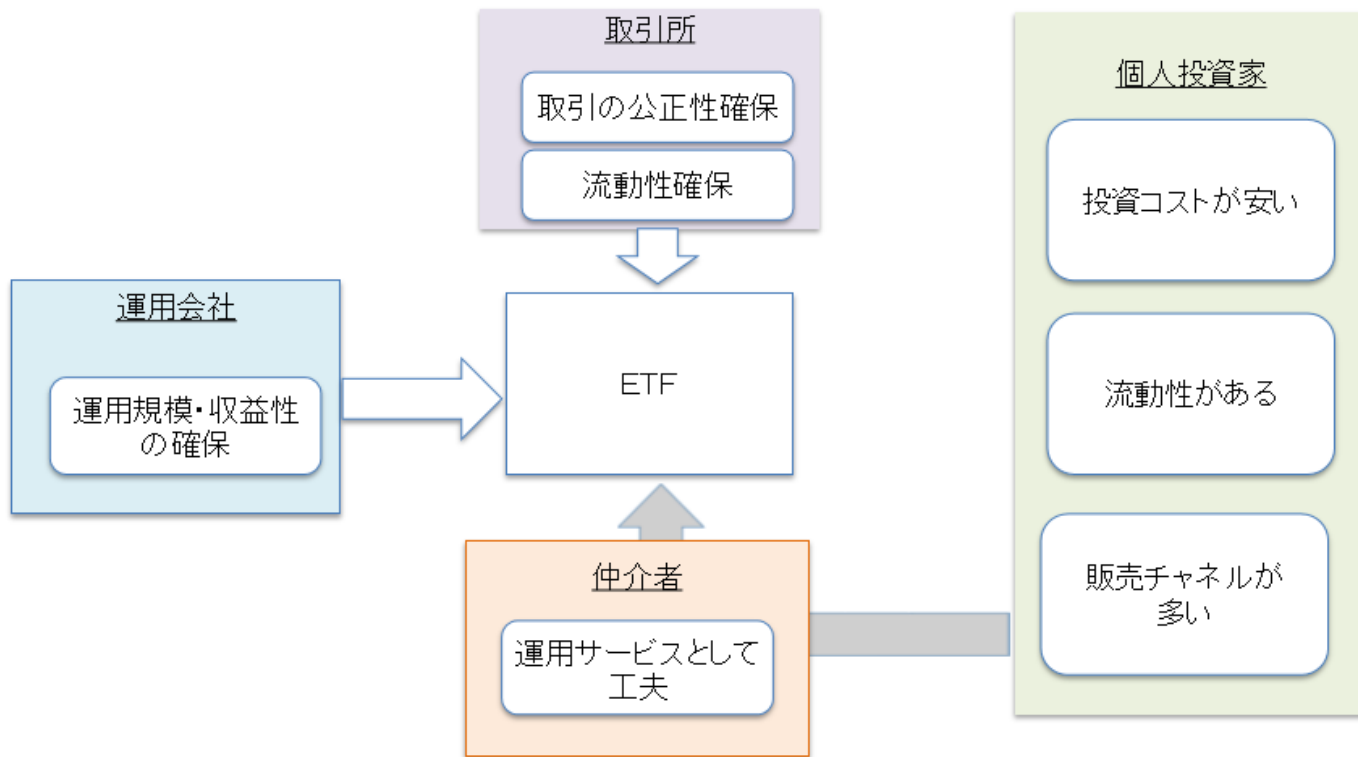 取引所
取引の公正性確保
流動性確保
個人投資家
投資コストが安い
流動性がある
販売チャネルが
多い
運用会社
運用規模・収益性
の確保
ETF
仲介者
運用サービスとして
工夫